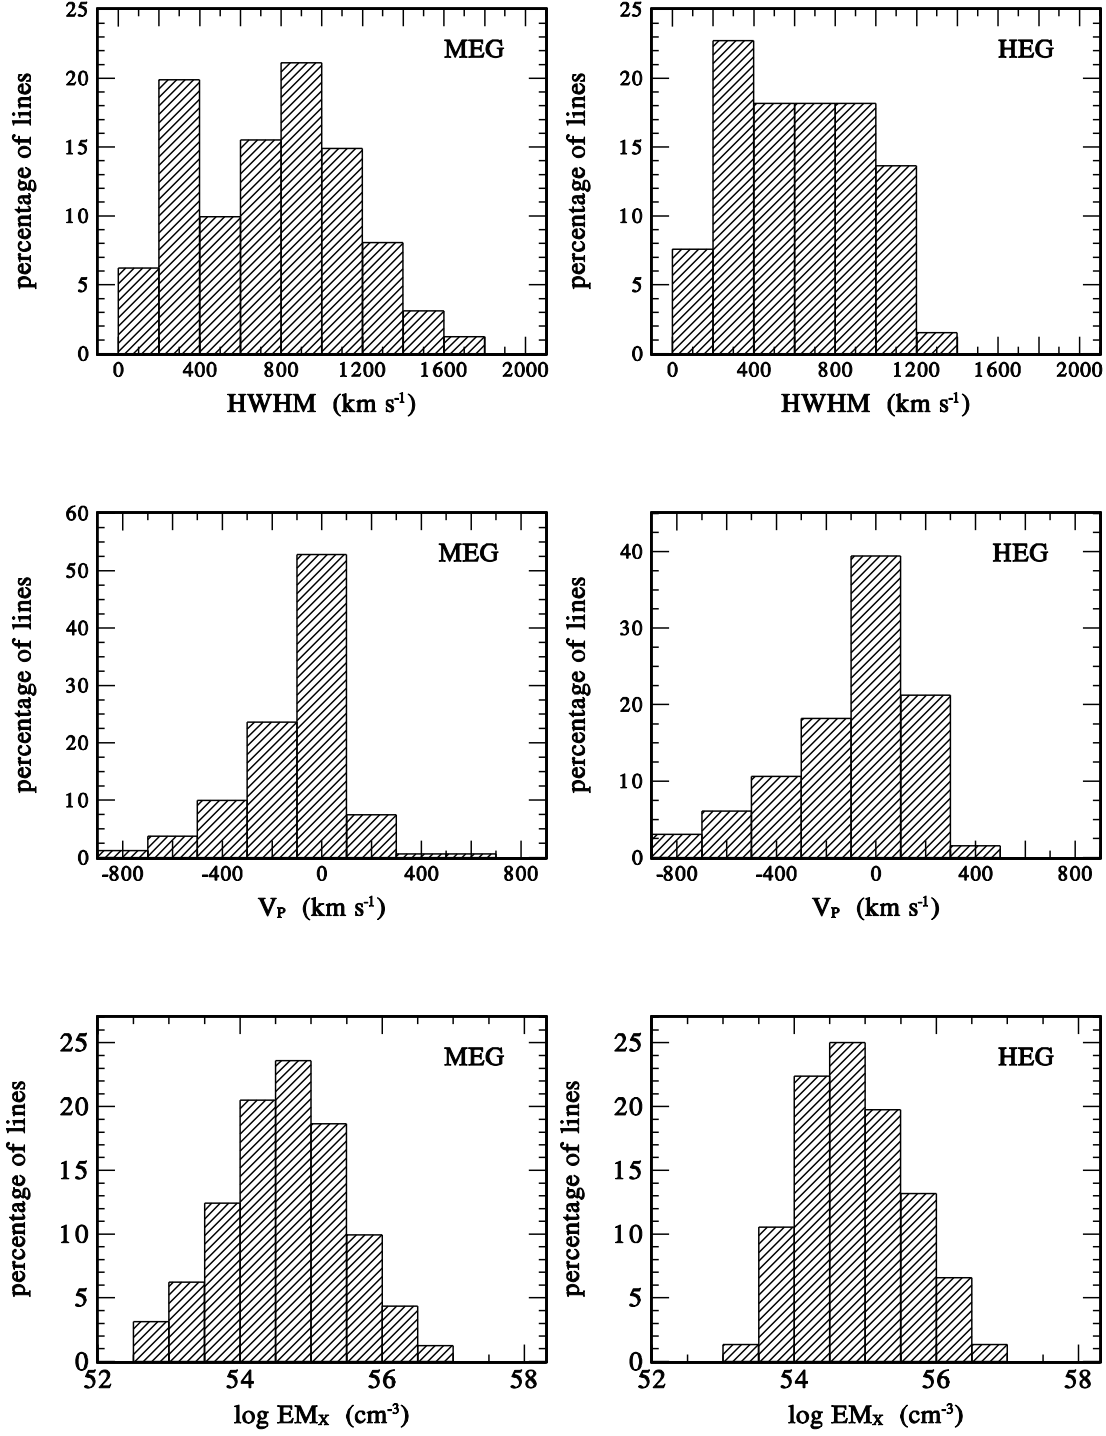 25
20
15
10
5
0
percentage of lines
MEG
0 400 800 1200 1600 2000
HWHM (km s-1)
25
20
15
10
5
0
percentage of lines
HEG
0 400 800 1200 1600 2000
HWHM (km s-1)
60
50
40
30
20
10
0
percentage of lines
MEG
-800 -400 0 400 800
VP (km s-1)
40
30
20
10
0
percentage of lines
HEG
-800 -400 0 400 800
VP (km s-1)
25
20
15
10
5
0
percentage of lines
MEG
52 54 56 58
log EMX (cm-3)
25
20
15
10
5
0
percentage of lines
HEG
52 54 56 58
log EMX (cm-3)